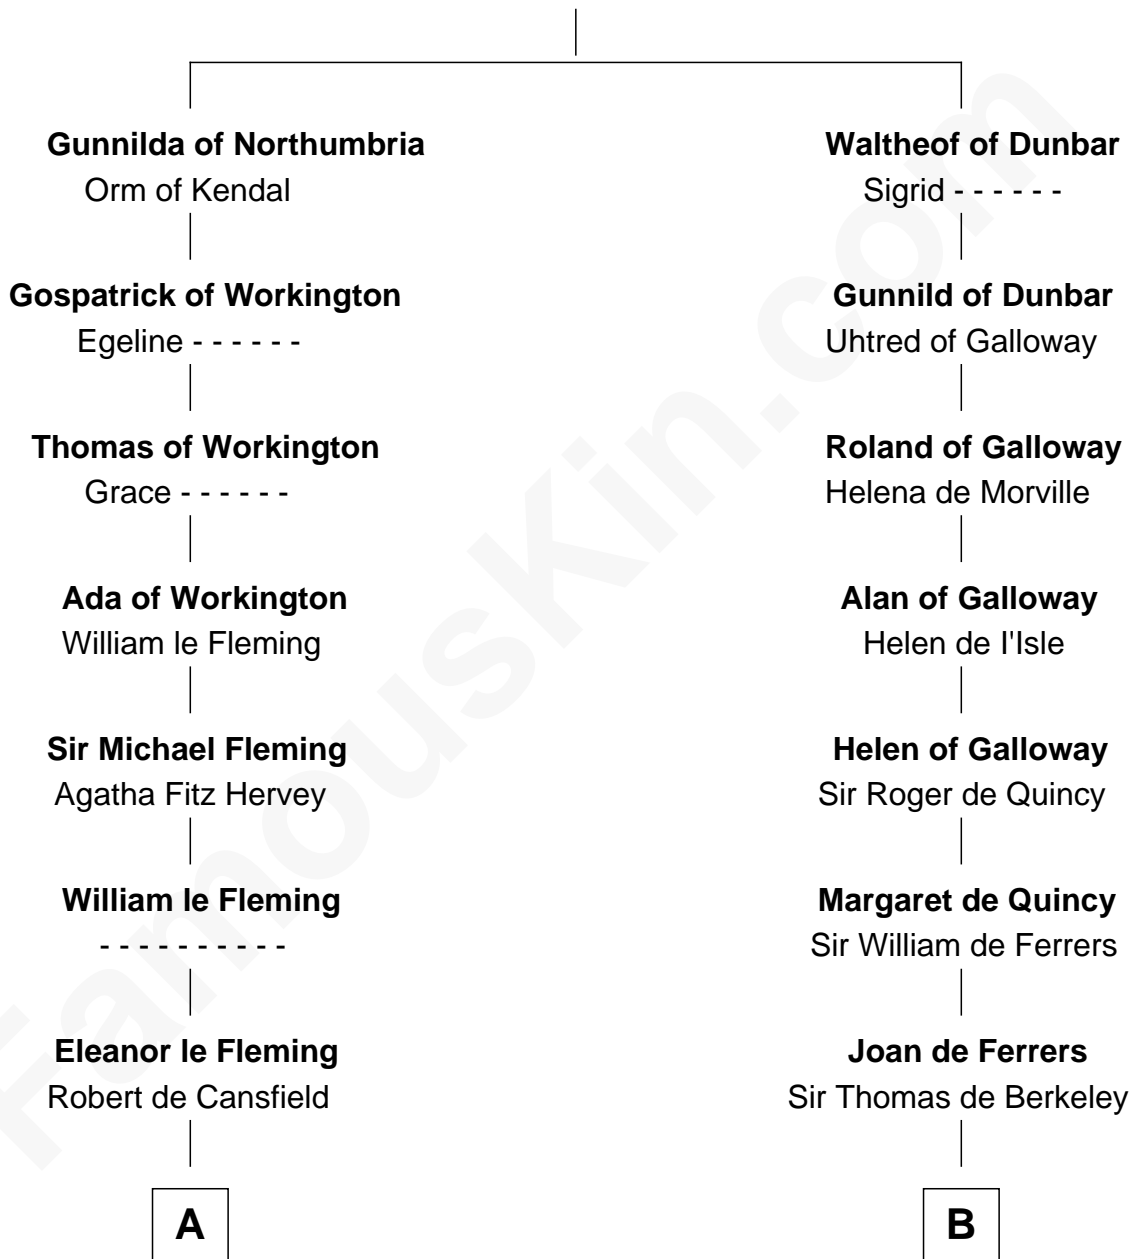 Gunnilda of Northumbria
Orm of Kendal
Gospatrick of Workington
Egeline - - - - - -
Thomas of Workington
Grace - - - - - -
Ada of Workington
William le Fleming
Sir Michael Fleming
Agatha Fitz Hervey
William le Fleming
- - - - - - - - - -
Eleanor le Fleming
Robert de Cansfield
A
Waltheof of Dunbar
Sigrid - - - - - -
Gunnild of Dunbar
Uhtred of Galloway
Roland of Galloway
Helena de Morville
Alan of Galloway
Helen de I'Isle
Helen of Galloway
Sir Roger de Quincy
Margaret de Quincy
Sir William de Ferrers
Joan de Ferrers
Sir Thomas de Berkeley
B
FamousKin.com